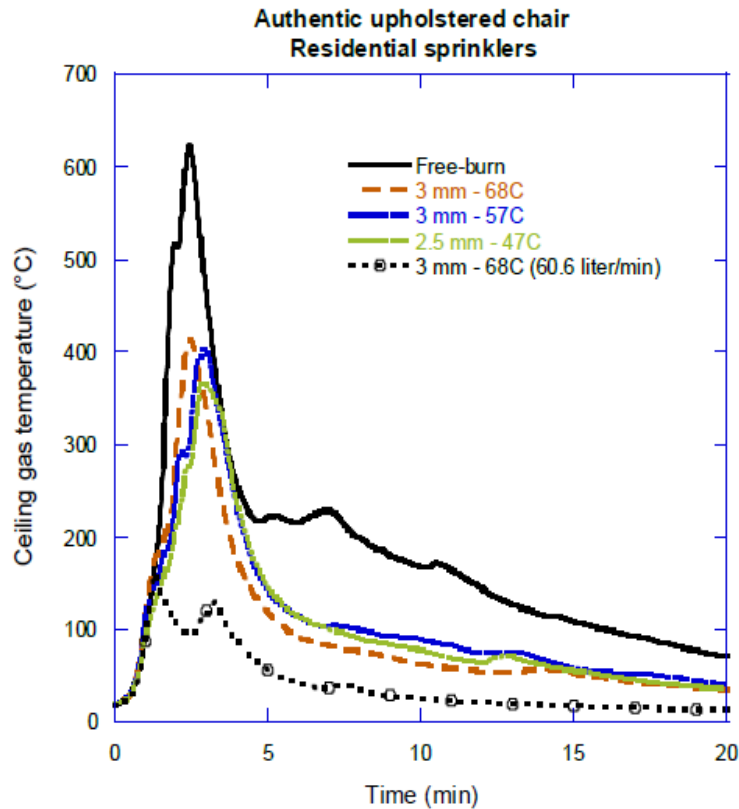 Authentic upholstered chair
Residential sprinklers
700
600
500
400
300
200
100
0
Ceiling gas temperature (°C)
Free-burn
3 mm - 68C
3 mm - 57C
2.5 mm - 47C
3 mm - 68C (60.6 liter/min)
0
5
10
15
20
Time (min)